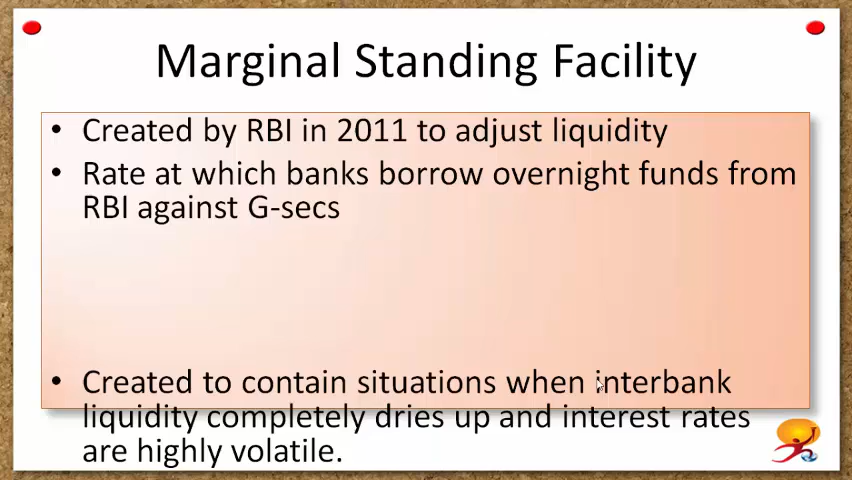 Marginal Standing Facility
• Created by RBI in 2011 to adjust liquidity
• Rate at which banks borrow overnight funds from
RBI against G-secs
• Created to contain situations when interbank
liquidity completely dries up and interest rates
are highly volatile.